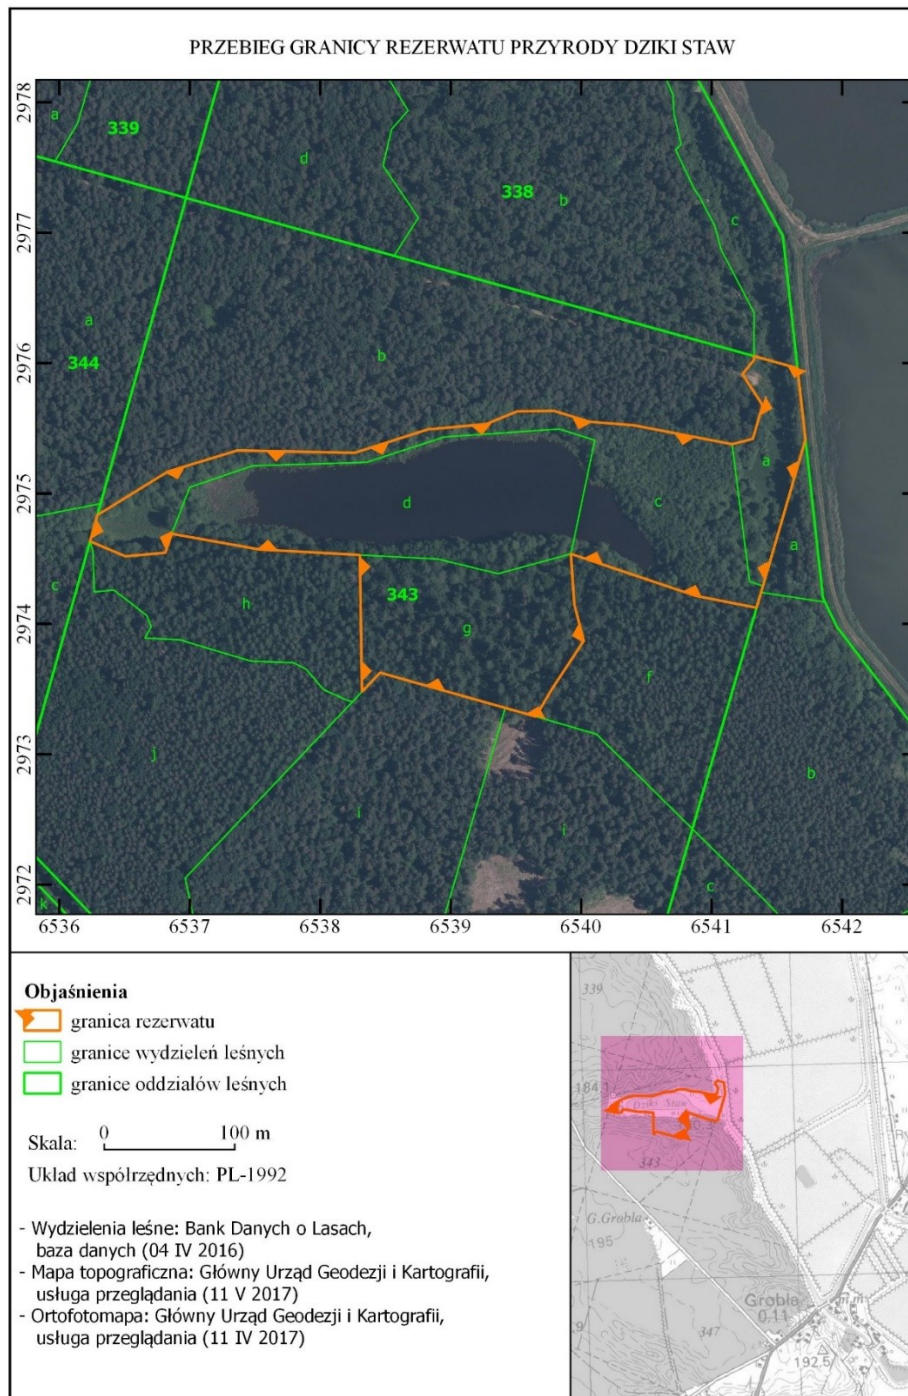 PRZEBIEG GRANICY REZERWATU PRZYRODY DZIKI STAW
2978
2977
2976
2975
2974
2973
2972
a
339
d
338
b
c
a
344
b
a
d
c
a
343
c
h
g
f
j
b
i
i
c
k
6536 6537 6538 6539 6540 6541 6542
Objaśnienia
granica rezerwatu
granice wydzieleń leśnych
granice oddziałów leśnych
Skala: 0 100 m
Układ współrzędnych: PL-1992
- Wydzielenia leśne: Bank Danych o Lasach,
baza danych (04 IV 2016)
- Mapa topograficzna: Główny Urząd Geodezji i Kartografii,
usługa przeglądania (11 V 2017)
- Ortofotomapa: Główny Urząd Geodezji i Kartografii,
usługa przeglądania (11 IV 2017)
339
Dziki Staw
343
G.Grobla
195
347
Grobla
0.11
192.5